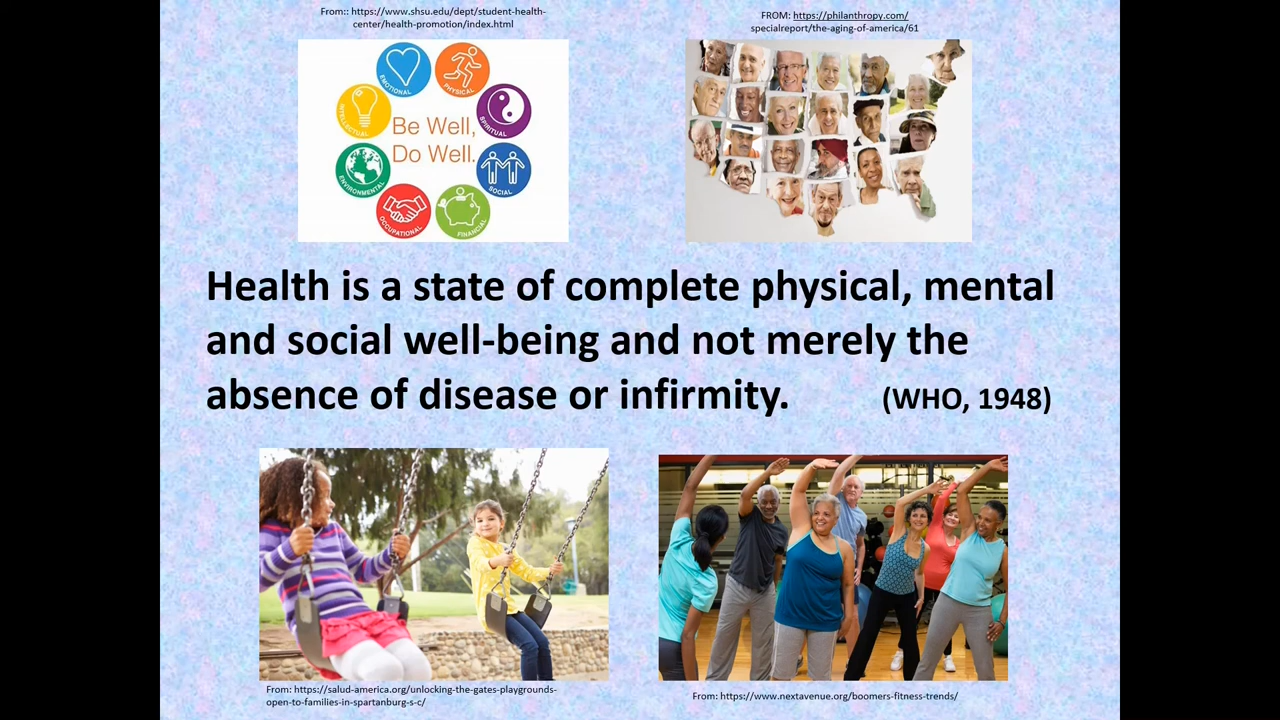 From:: https://www.shsu.edu/dept/student-health-
center/health-promotion/index.html
FROM: https://philanthropy.com/
specialreport/the-aging-of-america/61
EMOTIONAL
PHYSICAL
INTELLECTUAL
SPIRITUAL
Be Well,
Do Well.
ENVIRONMENTAL
SOCIAL
OCCUPATIONAL
FINANCIAL
Health is a state of complete physical, mental
and social well-being and not merely the
absence of disease or infirmity. (WHO, 1948)
From: https://salud-america.org/unlocking-the-gates-playgrounds-
open-to-families-in-spartanburg-s-c/
From: https://www.nextavenue.org/boomers-fitness-trends/